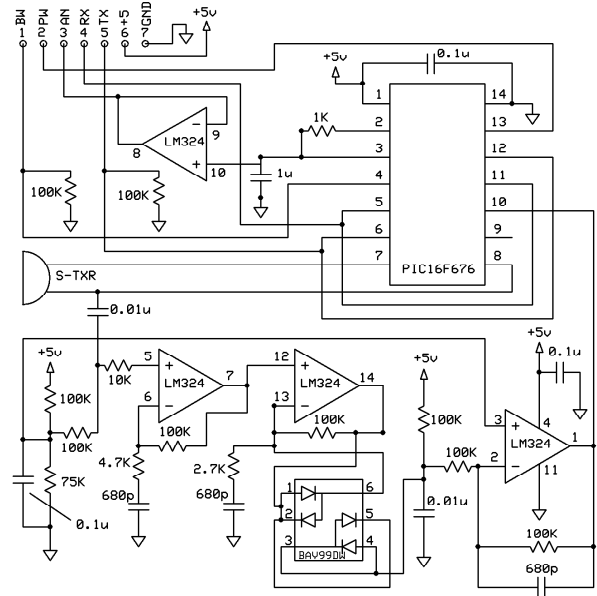 BW PW AN RX TX +5 GND
1 2 3 4 5 6 7
+5v
+5v
0.1u
1
14
1K
2
13
LM324
9
8
10
3
12
1u
4
11
100K
100K
5
10
6
9
7
8
PIC16F676
S-TXR
0.01u
+5v
+5v
+5v
0.1u
5
7
12
14
10K
6
LM324
13
LM324
100K
100K
100K
100K
100K
3
4
LM324
1
100K
2
11
4.7K
2.7K
75K
680p
680p
0.01u
0.1u
1
6
2
5
3
4
BAV99DW
100K
680p